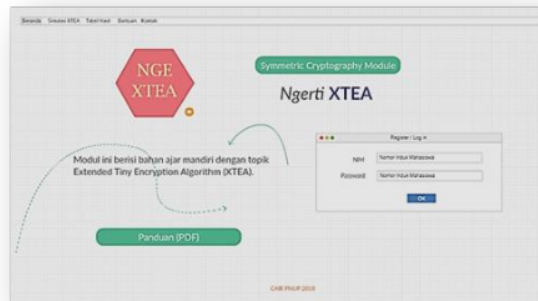 Beranda Simulasi XTEA Tabel Hasil Bantuan Kontak
NGE
XTEA
Symmetric Cryptography Module
Ngerti XTEA
Register / Log in
Modul ini berisi bahan ajar mandiri dengan topik
Extended Tiny Encryption Algorithm (XTEA).
NIM Nomor Induk Mahasiswa
Password Nomor Induk Mahasiswa
OK
Panduan (PDF)